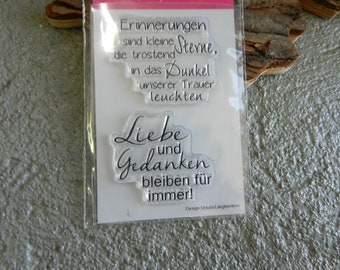 Erinnerungen
sind kleine Sterne,
die tröstend
in das Dunkel
unserer Trauer
leuchten
Liebe
und
Gedanken
bleiben für
immer!
Design: Ursula